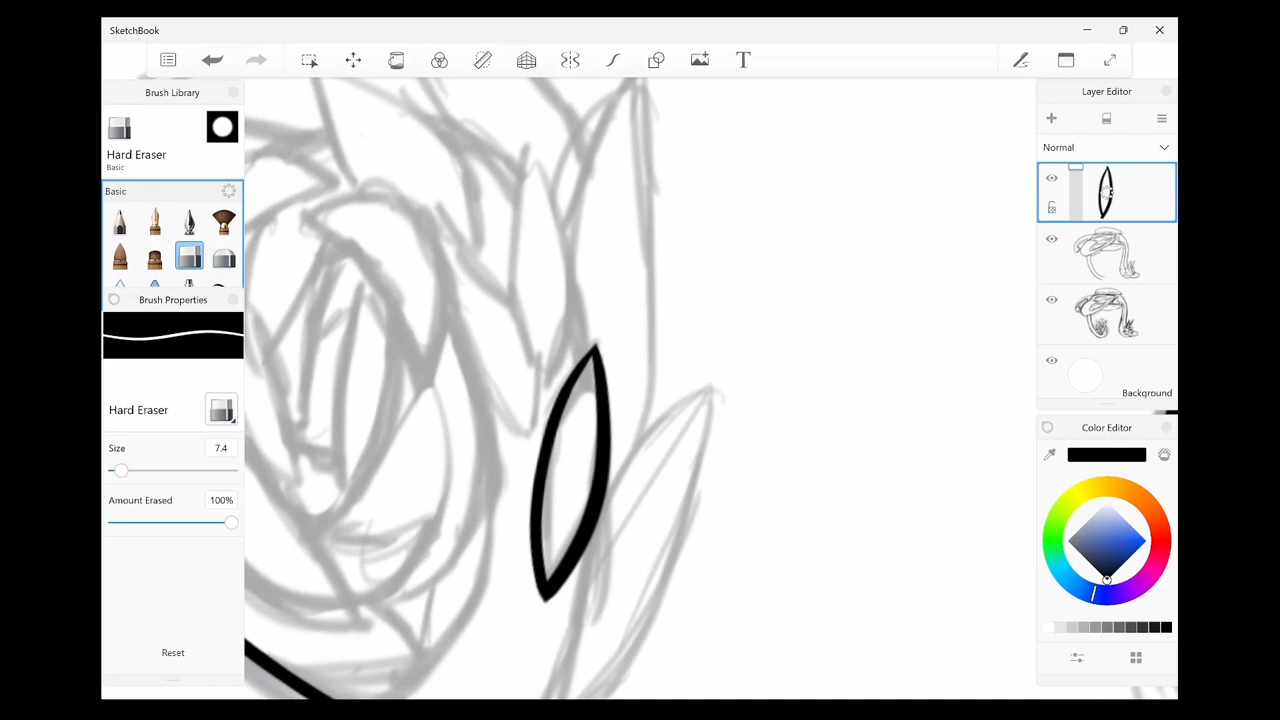 SketchBook
T
Brush Library
Hard Eraser
Basic
Basic
Brush Properties
Hard Eraser
Size
7.4
Amount Erased
100%
Reset
Layer Editor
Normal
Background
Color Editor